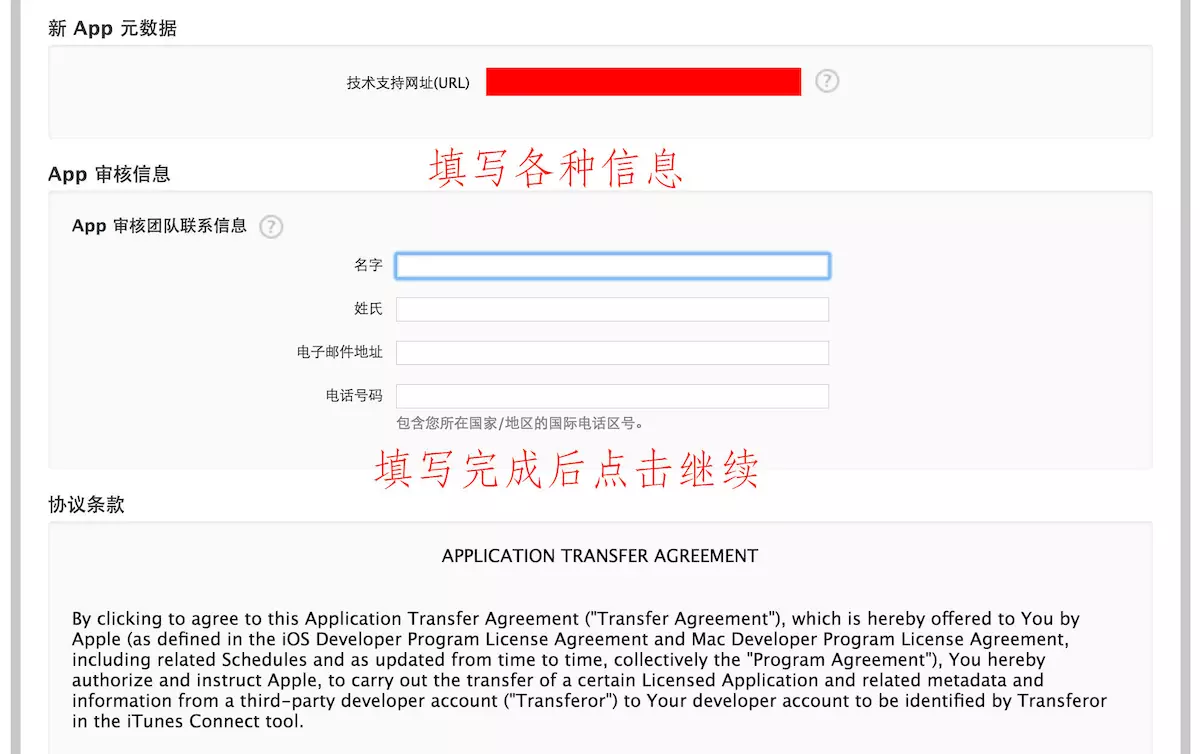 新 App 元数据
技术支持网址(URL)
?
填写各种信息
App 审核信息
App 审核团队联系信息 ?
名字
姓氏
电子邮件地址
电话号码
包含您所在国家/地区的国际电话区号。
填写完成后点击继续
协议条款
APPLICATION TRANSFER AGREEMENT
By clicking to agree to this Application Transfer Agreement ("Transfer Agreement"), which is hereby offered to You by
Apple (as defined in the iOS Developer Program License Agreement and Mac Developer Program License Agreement,
including related Schedules and as updated from time to time, collectively the "Program Agreement"), You hereby
authorize and instruct Apple, to carry out the transfer of a certain Licensed Application and related metadata and
information from a third-party developer account ("Transferor") to Your developer account to be identified by Transferor
in the iTunes Connect tool.